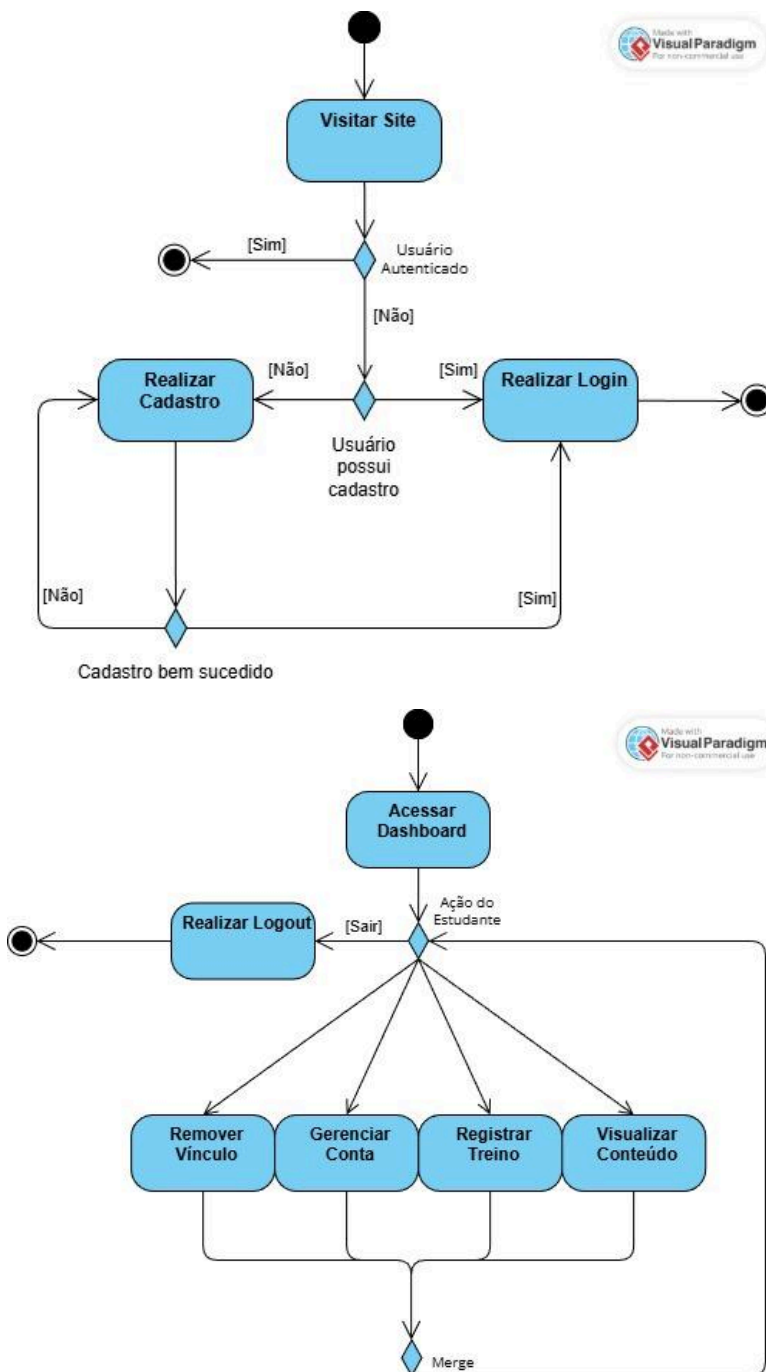 Made with
Visual Paradigm
For non-commercial use
Visitar Site
[Sim]
Usuário
Autenticado
[Não]
Realizar
Cadastro
[Não]
[Sim]
Realizar Login
Usuário
possui
cadastro
[Não]
[Sim]
Cadastro bem sucedido
Made with
Visual Paradigm
For non-commercial use
Acessar
Dashboard
Ação do
Estudante
Realizar Logout
[Sair]
Remover
Vínculo
Gerenciar
Conta
Registrar
Treino
Visualizar
Conteúdo
Merge